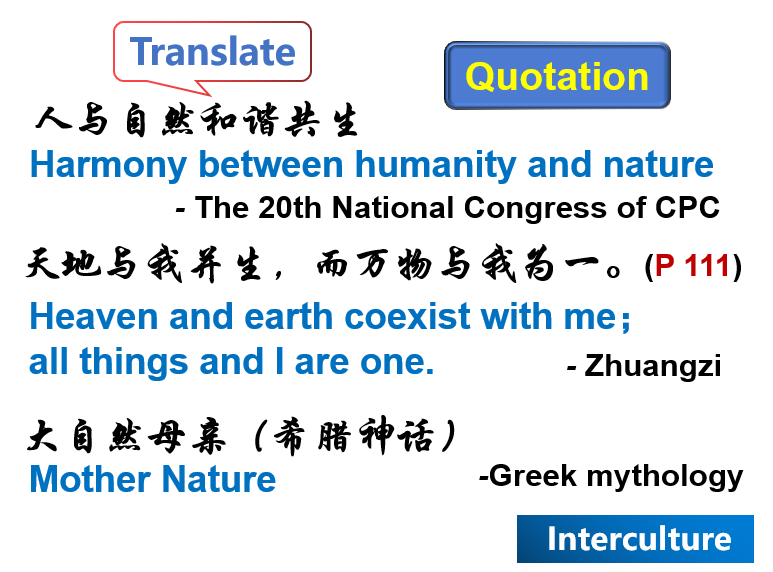 Translate
Quotation
人与自然和谐共生
Harmony between humanity and nature
- The 20th National Congress of CPC
天地与我并生，而万物与我为一。(P 111)
Heaven and earth coexist with me；
all things and I are one.
- Zhuangzi
大自然母亲（希腊神话）
Mother Nature
-Greek mythology
Interculture